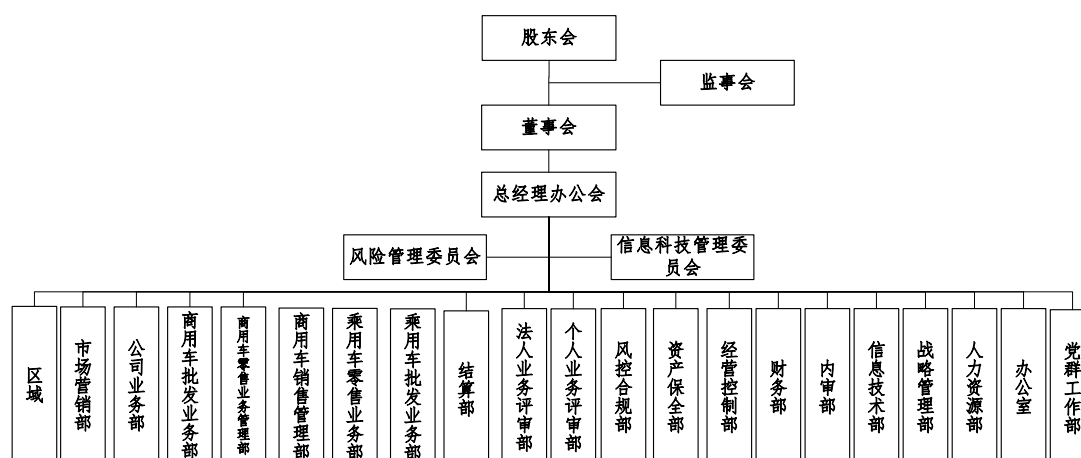 股东会
监事会
董事会
总经理办公会
风险管理委员会
信息科技管理委
员会
区域
市场营销部
公司业务部
商用车批发业务部
商用车零售业务管理部
商用车销售管理部
乘用车零售业务部
乘用车批发业务部
结算部
法人业务评审部
个人业务评审部
风控合规部
资产保全部
经营控制部
财务部
内审部
信息技术部
战略管理部
人力资源部
办公室
党群工作部